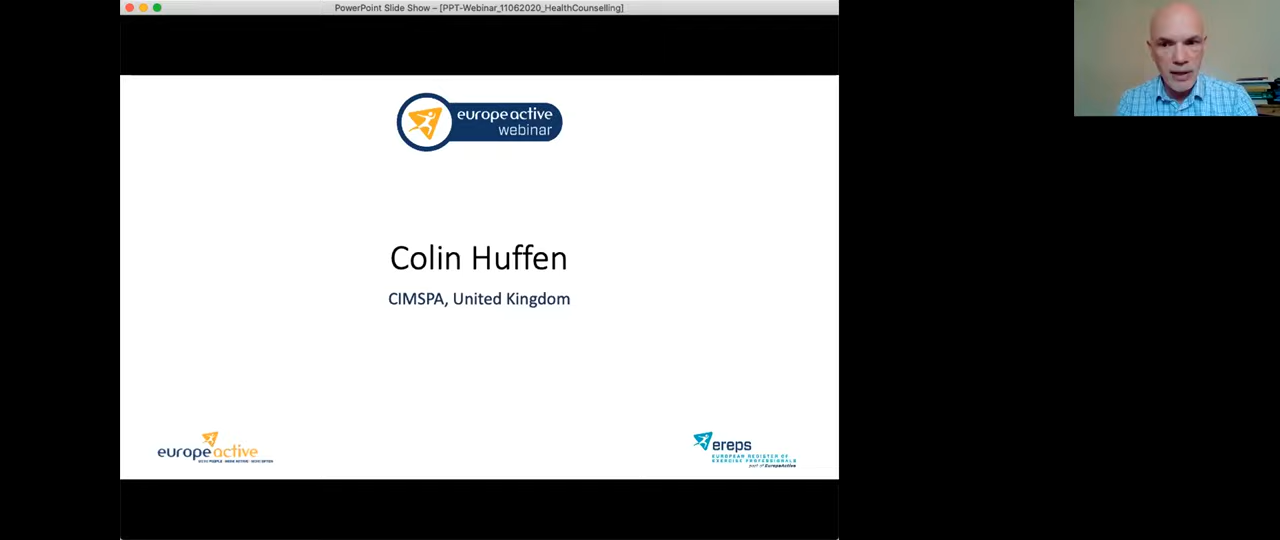 PowerPoint Slide Show – [PPT-Webinar_11062020_HealthCounselling]
europe active
webinar
Colin Huffen
CIMSPA, United Kingdom
europeactive
MORE PEOPLE · MORE ACTIVE · MORE OFTEN
ereps
EUROPEAN REGISTER OF
EXERCISE PROFESSIONALS
part of EuropeActive